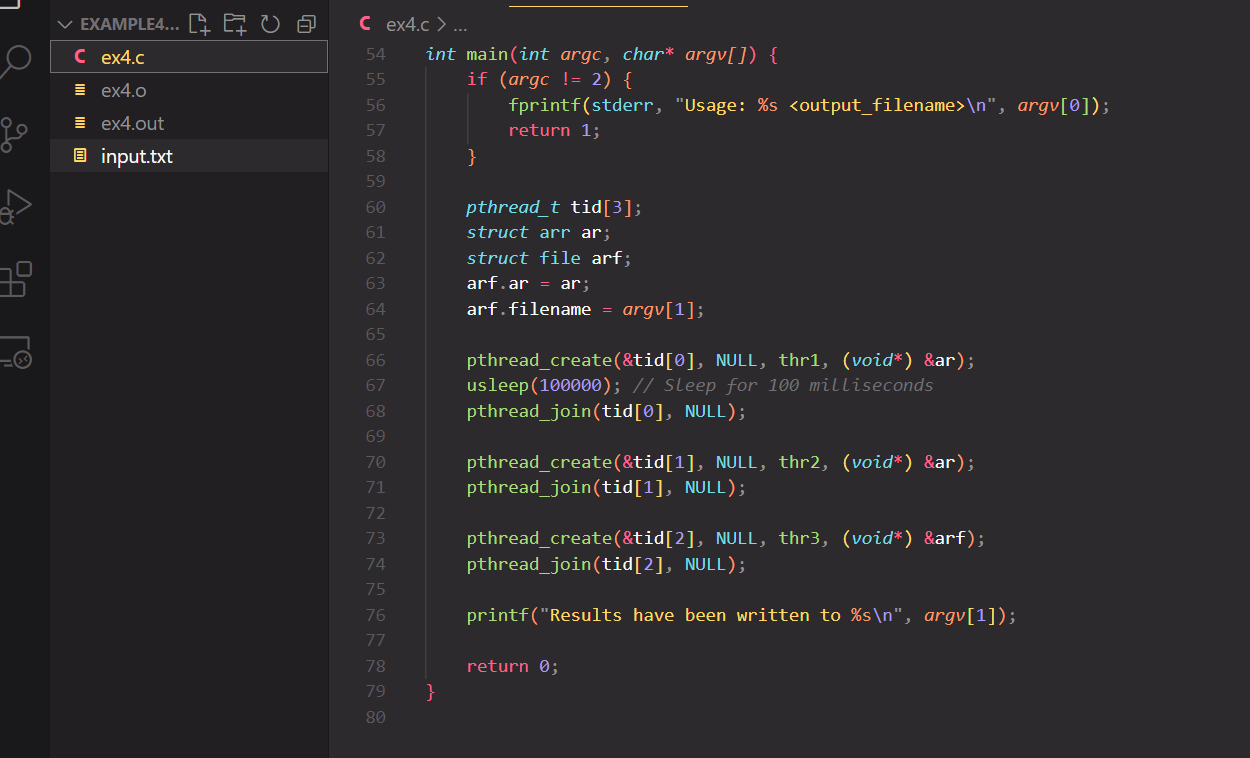 EXAMPLE4...
ex4.c
ex4.o
ex4.out
input.txt
C ex4.c > ...
54 int main(int argc, char* argv[]) {
55     if (argc != 2) {
56         fprintf(stderr, "Usage: %s <output_filename>\n", argv[0]);
57         return 1;
58     }
59
60     pthread_t tid[3];
61     struct arr ar;
62     struct file arf;
63     arf.ar = ar;
64     arf.filename = argv[1];
65
66     pthread_create(&tid[0], NULL, thr1, (void*) &ar);
67     usleep(100000); // Sleep for 100 milliseconds
68     pthread_join(tid[0], NULL);
69
70     pthread_create(&tid[1], NULL, thr2, (void*) &ar);
71     pthread_join(tid[1], NULL);
72
73     pthread_create(&tid[2], NULL, thr3, (void*) &arf);
74     pthread_join(tid[2], NULL);
75
76     printf("Results have been written to %s\n", argv[1]);
77
78     return 0;
79 }
80